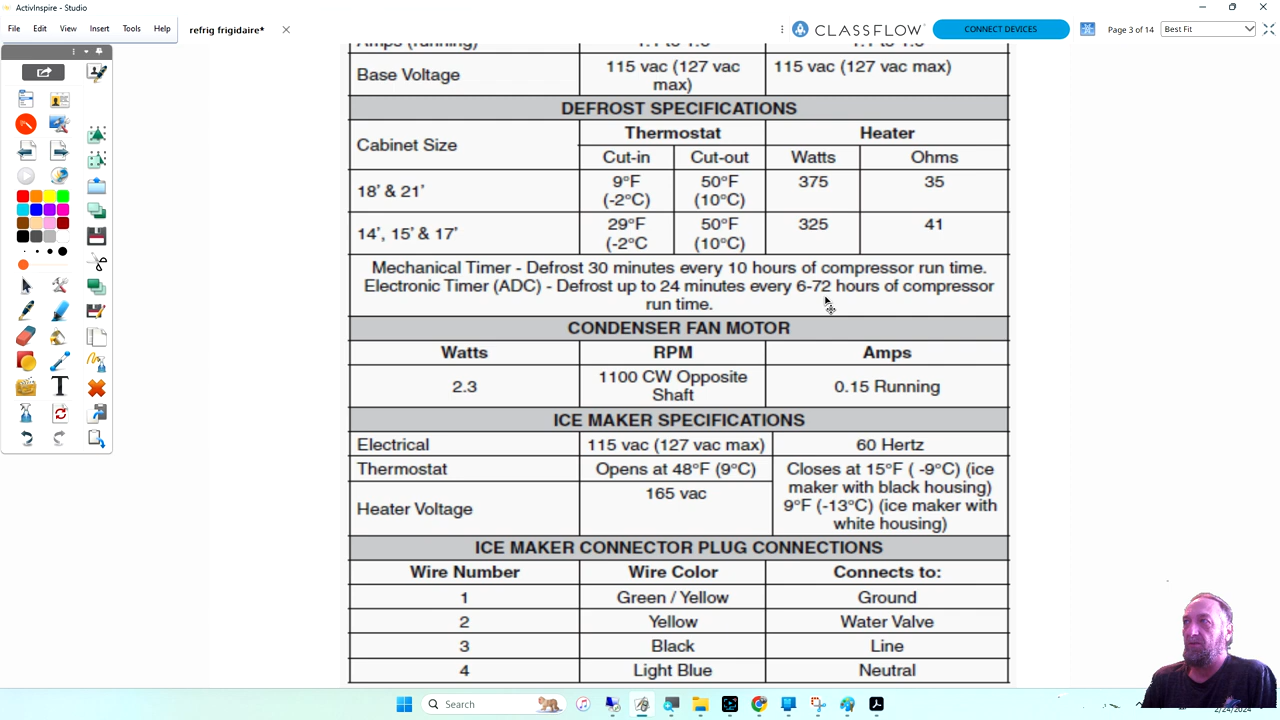 ActivInspire - Studio
File Edit View Insert Tools Help
refrig frigidaire*
CLASSFLOW
CONNECT DEVICES
Page 3 of 14
Best Fit
Amps (running)
Base Voltage
115 vac (127 vac
max)
115 vac (127 vac max)
DEFROST SPECIFICATIONS
Cabinet Size
Thermostat
Heater
Cut-in
Cut-out
Watts
Ohms
18' & 21'
9°F
(-2°C)
50°F
(10°C)
375
35
14', 15' & 17'
29°F
(-2°C
50°F
(10°C)
325
41
Mechanical Timer - Defrost 30 minutes every 10 hours of compressor run time.
Electronic Timer (ADC) - Defrost up to 24 minutes every 6-72 hours of compressor
run time.
CONDENSER FAN MOTOR
Watts
RPM
Amps
2.3
1100 CW Opposite
Shaft
0.15 Running
ICE MAKER SPECIFICATIONS
Electrical
115 vac (127 vac max)
60 Hertz
Thermostat
Opens at 48°F (9°C)
Closes at 15°F ( -9°C) (ice
maker with black housing)
9°F (-13°C) (ice maker with
white housing)
Heater Voltage
165 vac
ICE MAKER CONNECTOR PLUG CONNECTIONS
Wire Number
Wire Color
Connects to:
1
Green / Yellow
Ground
2
Yellow
Water Valve
3
Black
Line
4
Light Blue
Neutral
Search
2/24/2024